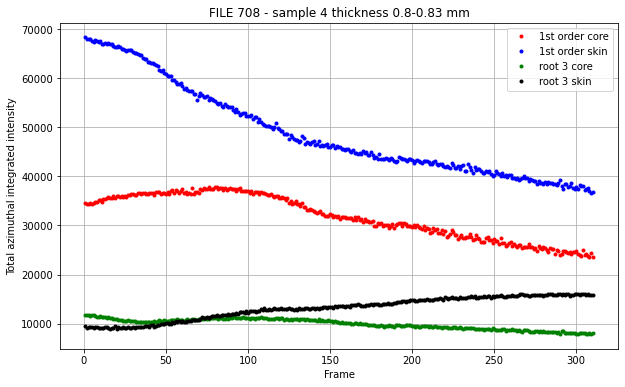 FILE 708 - sample 4 thickness 0.8-0.83 mm
1st order core
1st order skin
root 3 core
root 3 skin
Total azimuthal integrated intensity
70000
60000
50000
40000
30000
20000
10000
0 50 100 150 200 250 300
Frame